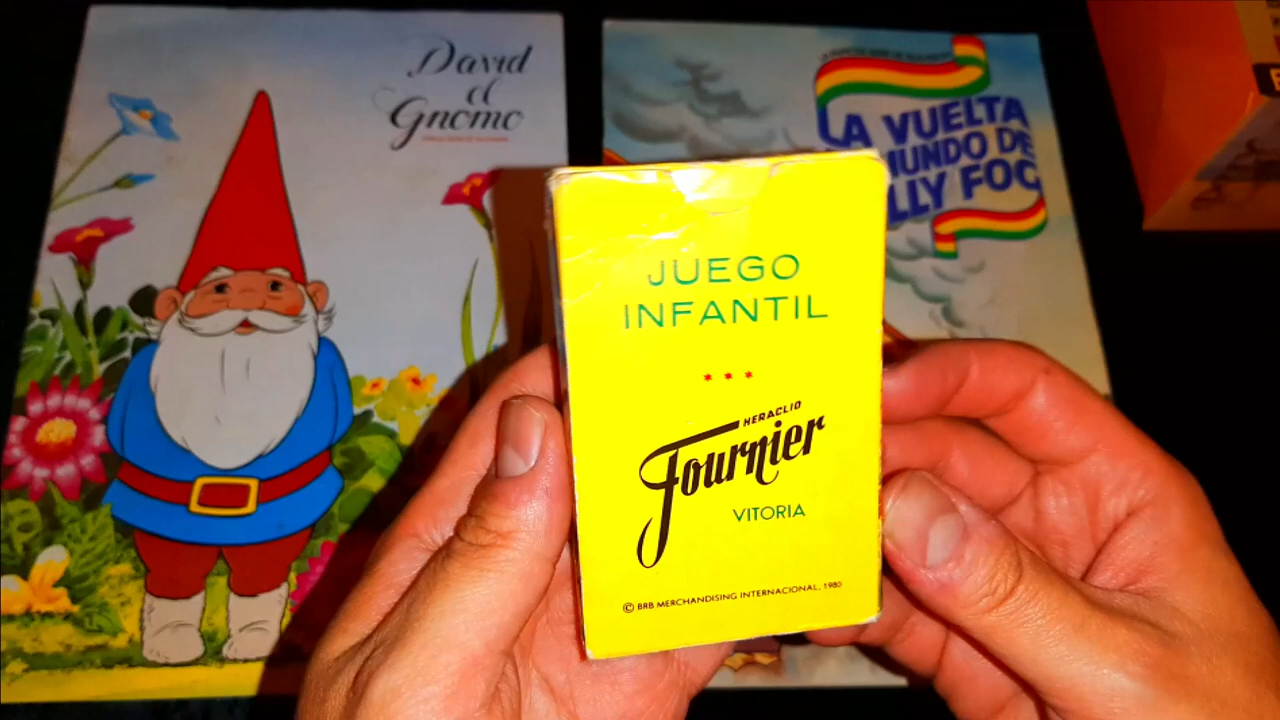 David
el
Gnomo
LA VUELTA
MUNDO DE
LLY FOG
JUEGO
INFANTIL
* * *
HERACLIO
Fournier
VITORIA
© BRB MERCHANDISING INTERNACIONAL, 1980